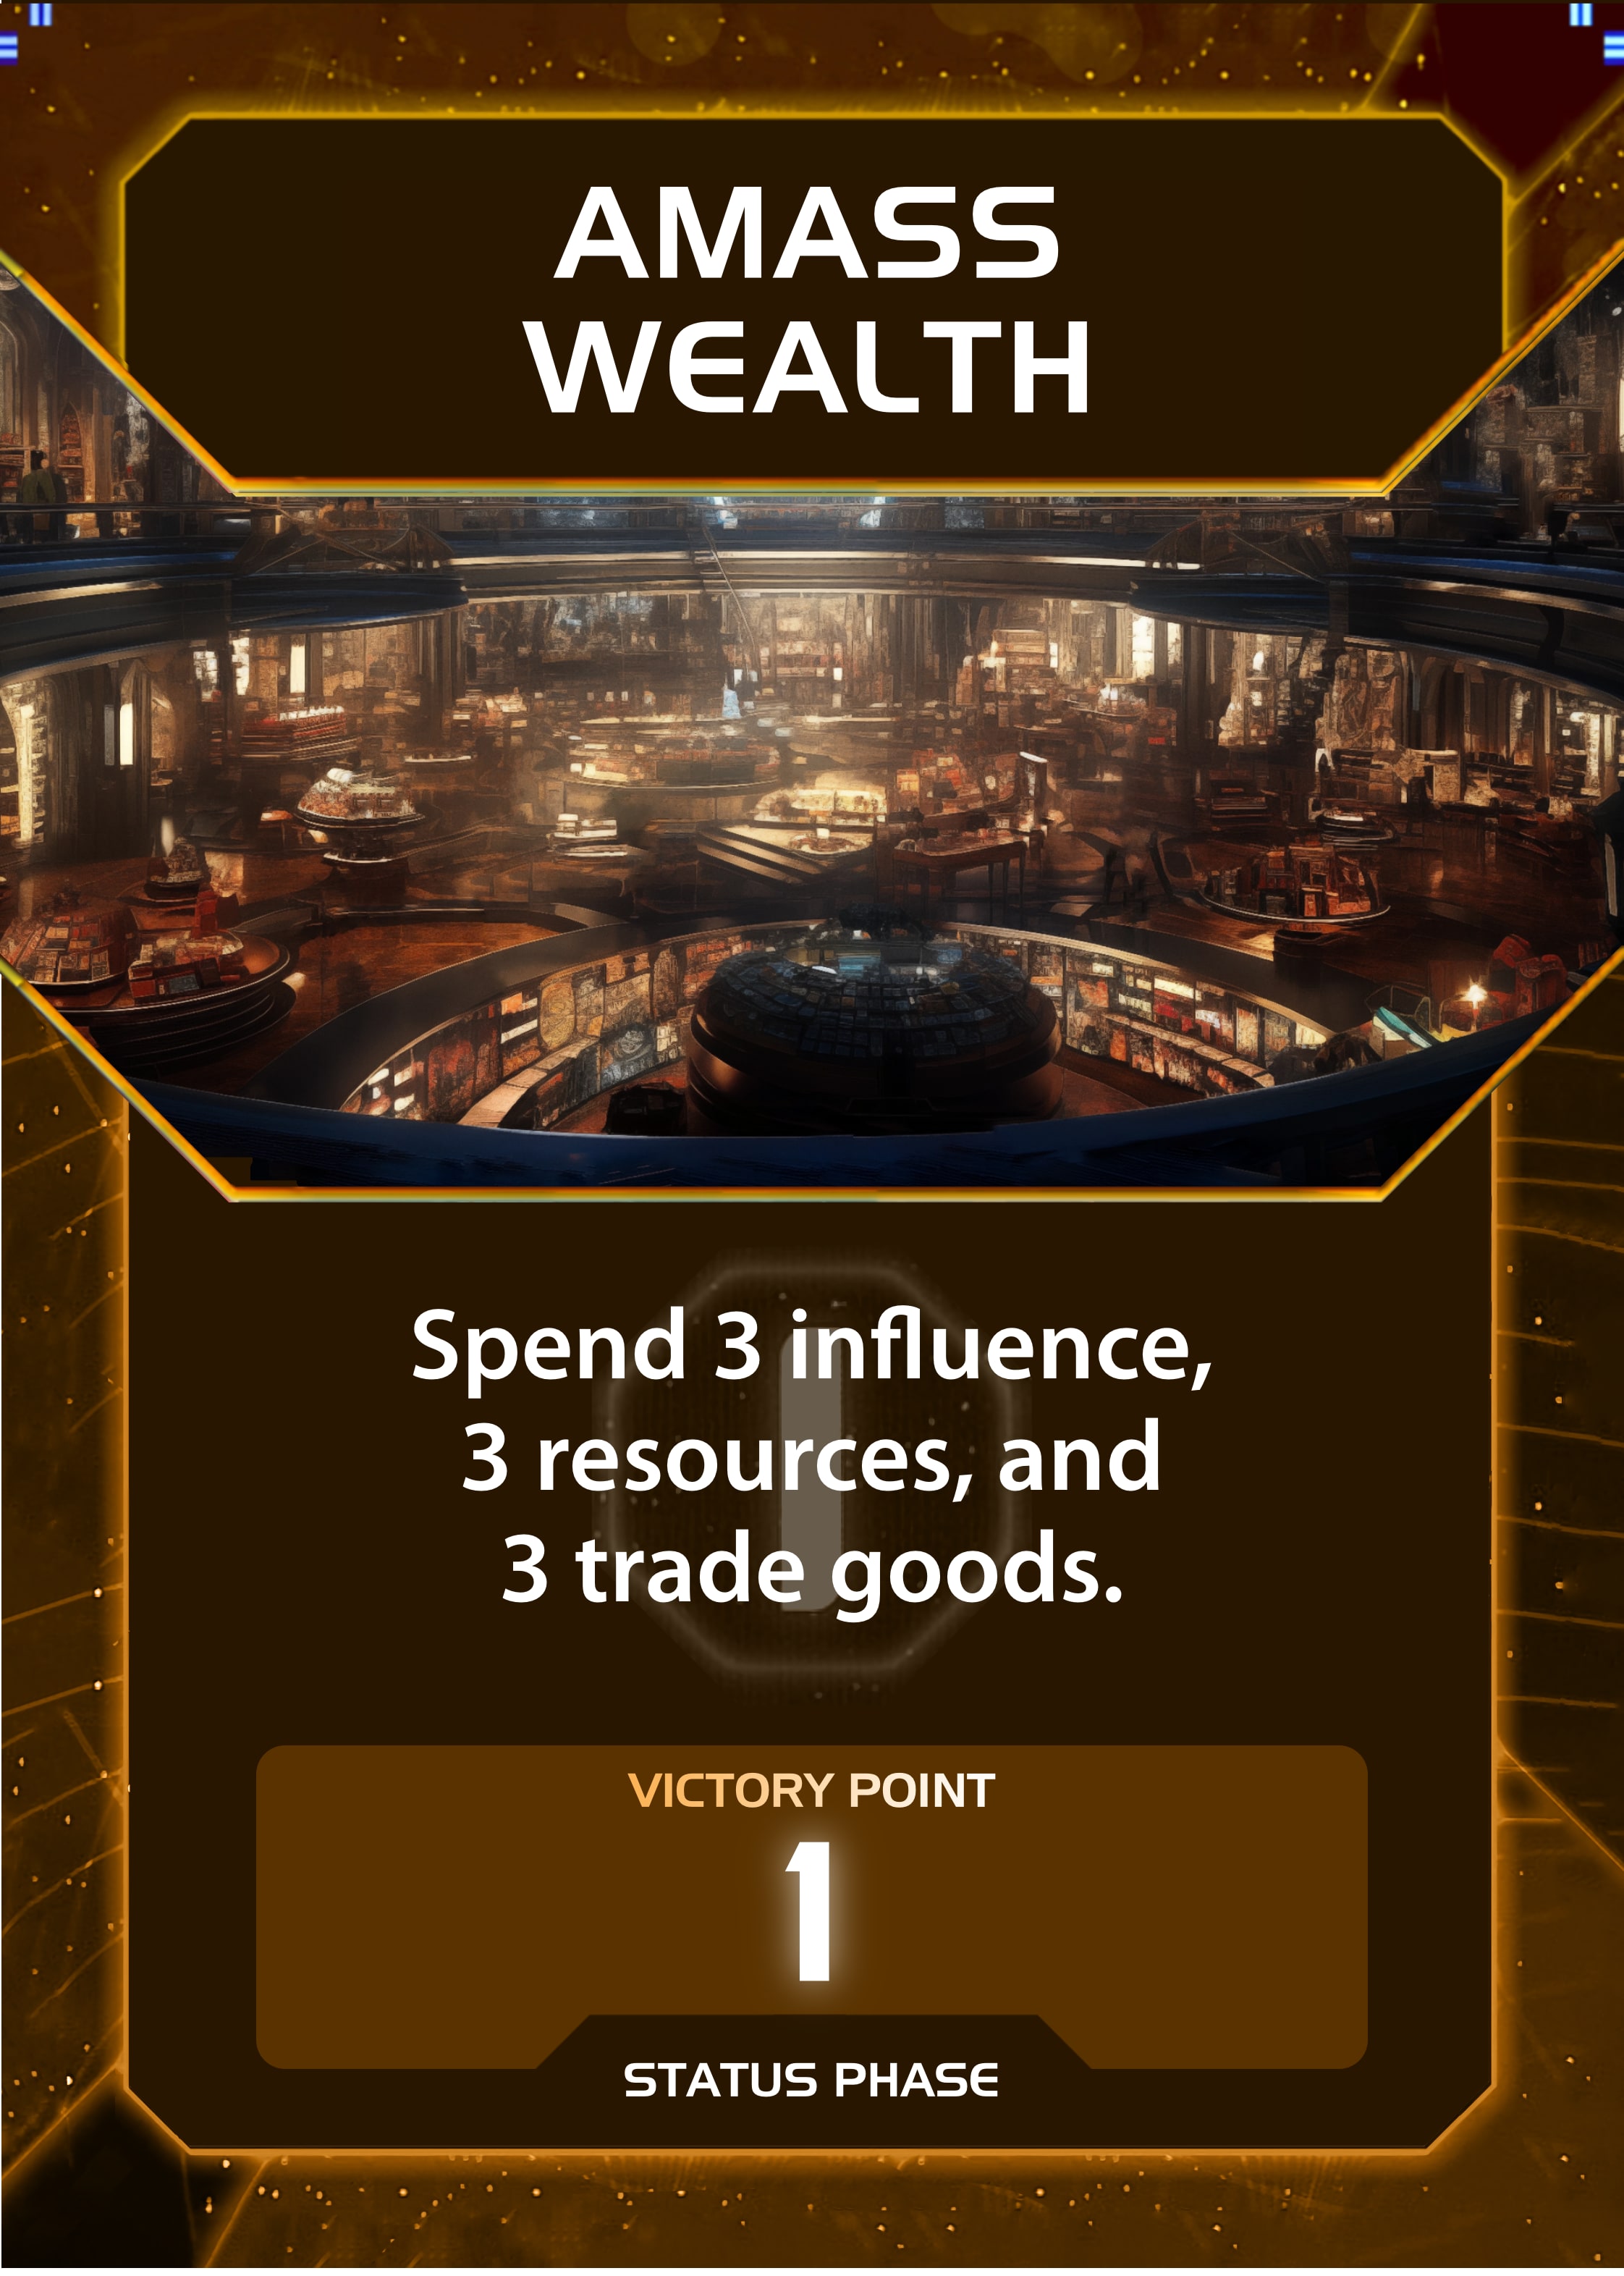 AMASS
WEALTH
Spend 3 influence,
3 resources, and
3 trade goods.
I
VICTORY POINT
1
STATUS PHASE